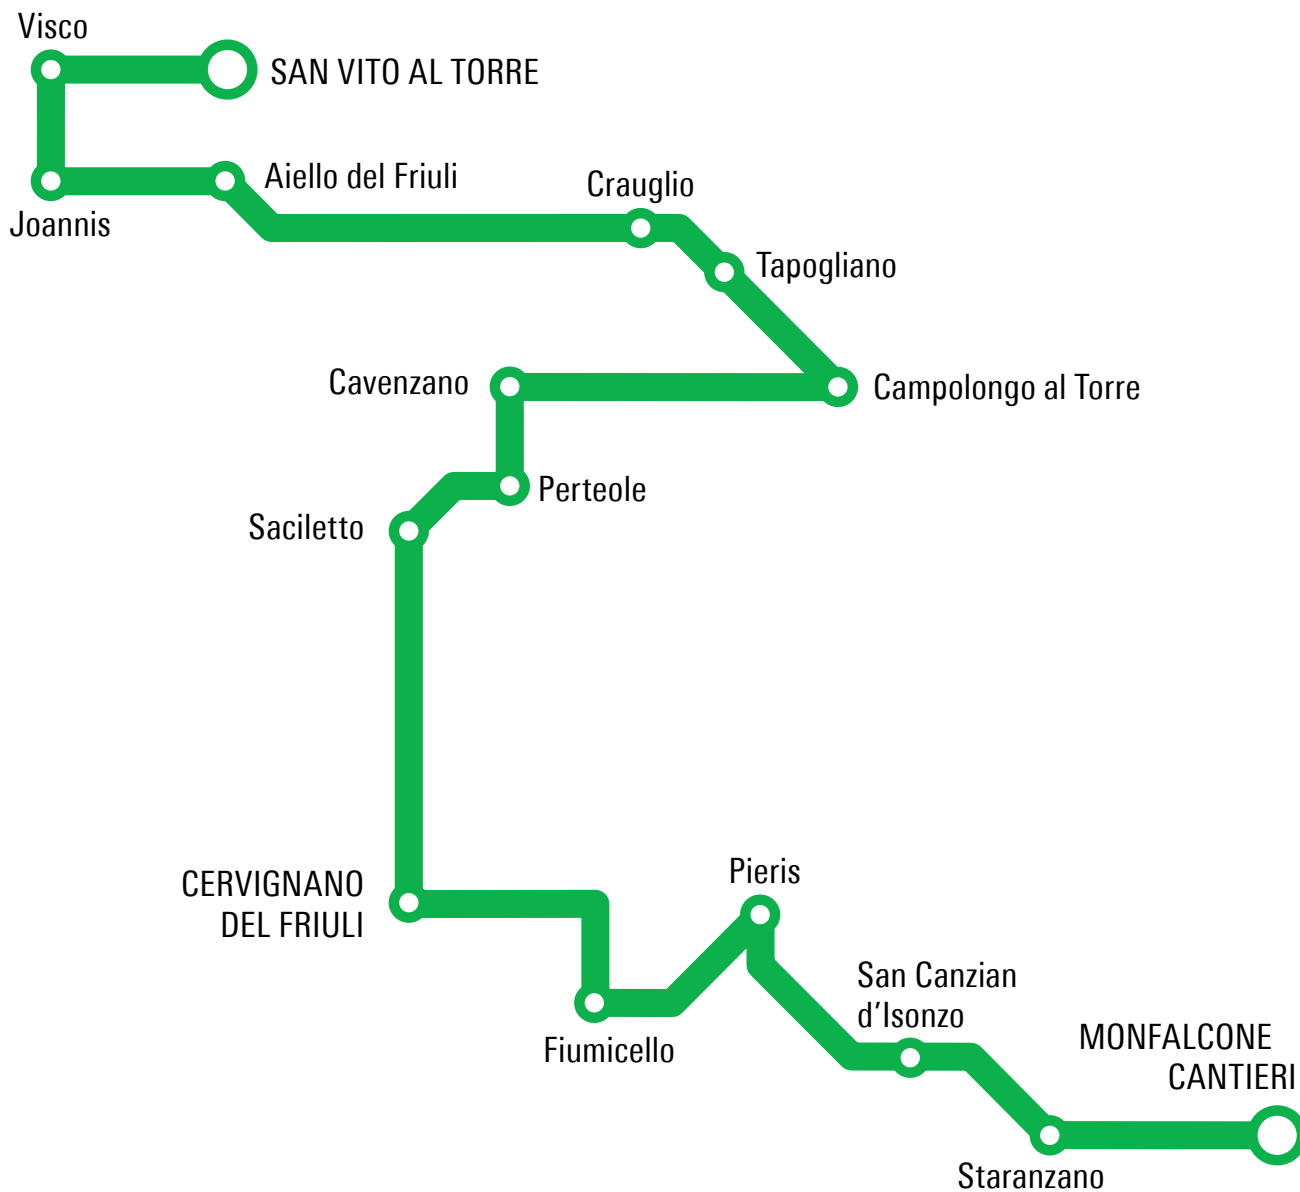 Visco
SAN VITO AL TORRE
Aiello del Friuli
Crauglio
Joannis
Tapogliano
Cavenzano
Campolongo al Torre
Perteole
Saciletto
Pieris
CERVIGNANO
DEL FRIULI
San Canzian
d'Isonzo
MONFALCONE
CANTIERI
Fiumicello
Staranzano